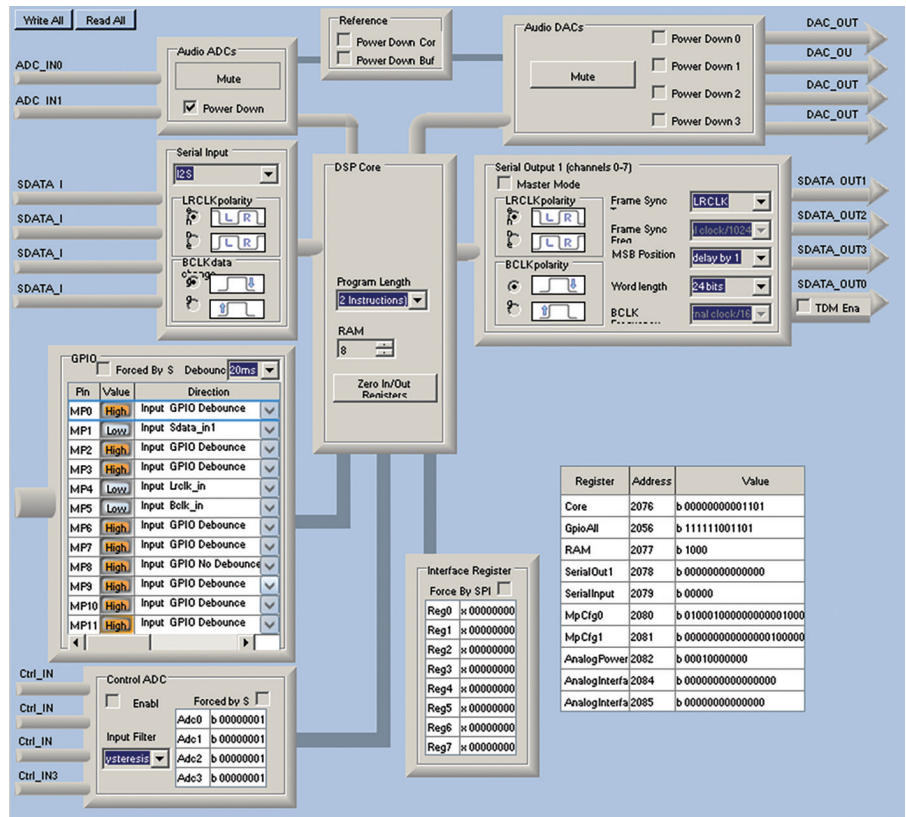 Write All
Read All
ADC_IN0
ADC IN1
Audio ADCs
Mute
Power Down
Reference
Power Down Cor
Power Down Buf
Audio DACs
Mute
Power Down 0
Power Down 1
Power Down 2
Power Down 3
DAC_OUT
DAC_OU
DAC_OUT
DAC_OUT
SDATA I
SDATA_I
SDATA_I
SDATA_I
Serial Input
I2S
LRCLK polarity
L R
L R
BCLK data
change
DSP Core
Program Length
2 Instructions)
RAM
8
Zero In/Out
Registers
Serial Output 1 (channels 0-7)
Master Mode
LRCLK polarity
L R
L R
BCLK polarity
Frame Sync
LRCLK
Frame Sync
Freq
l clock/1024
MSB Position
delay by 1
Word length
24 bits
BCLK
Frequency
nal clock/16
SDATA OUT1
SDATA_OUT2
SDATA_OUT3
SDATA_OUT0
TDM Ena
GPIO
Forced By S Debounc 20ms
Pin Value Direction
MP0 High Input GPIO Debounce
MP1 Low Input Sdata_in1
MP2 High Input GPIO Debounce
MP3 High Input GPIO Debounce
MP4 Low Input Lrclk_in
MP5 Low Input Bclk_in
MP6 High Input GPIO Debounce
MP7 High Input GPIO Debounce
MP8 High Input GPIO No Debounce
MP9 High Input GPIO Debounce
MP10 High Input GPIO Debounce
MP11 High Input GPIO Debounce
Ctrl_IN
Ctrl_IN
Ctrl_IN
Ctrl_IN3
Control ADC
Enabl
Forced by S
Input Filter
ysteresis
Adc0 b 00000001
Adc1 b 00000001
Adc2 b 00000001
Adc3 b 00000001
Interface Register
Force By SPI
Reg0 x 00000000
Reg1 x 00000000
Reg2 x 00000000
Reg3 x 00000000
Reg4 x 00000000
Reg5 x 00000000
Reg6 x 00000000
Reg7 x 00000000
Register Address Value
Core 2076 b 00000000001101
GpioAll 2056 b 111111001101
RAM 2077 b 1000
SerialOut1 2078 b 00000000000000
SerialInput 2079 b 00000
MpCfg0 2080 b 010001000000000001000
MpCfg1 2081 b 000000000000000100000
AnalogPower 2082 b 00010000000
AnalogInterfa 2084 b 0000000000000000
AnalogInterfa 2085 b 00000000000000